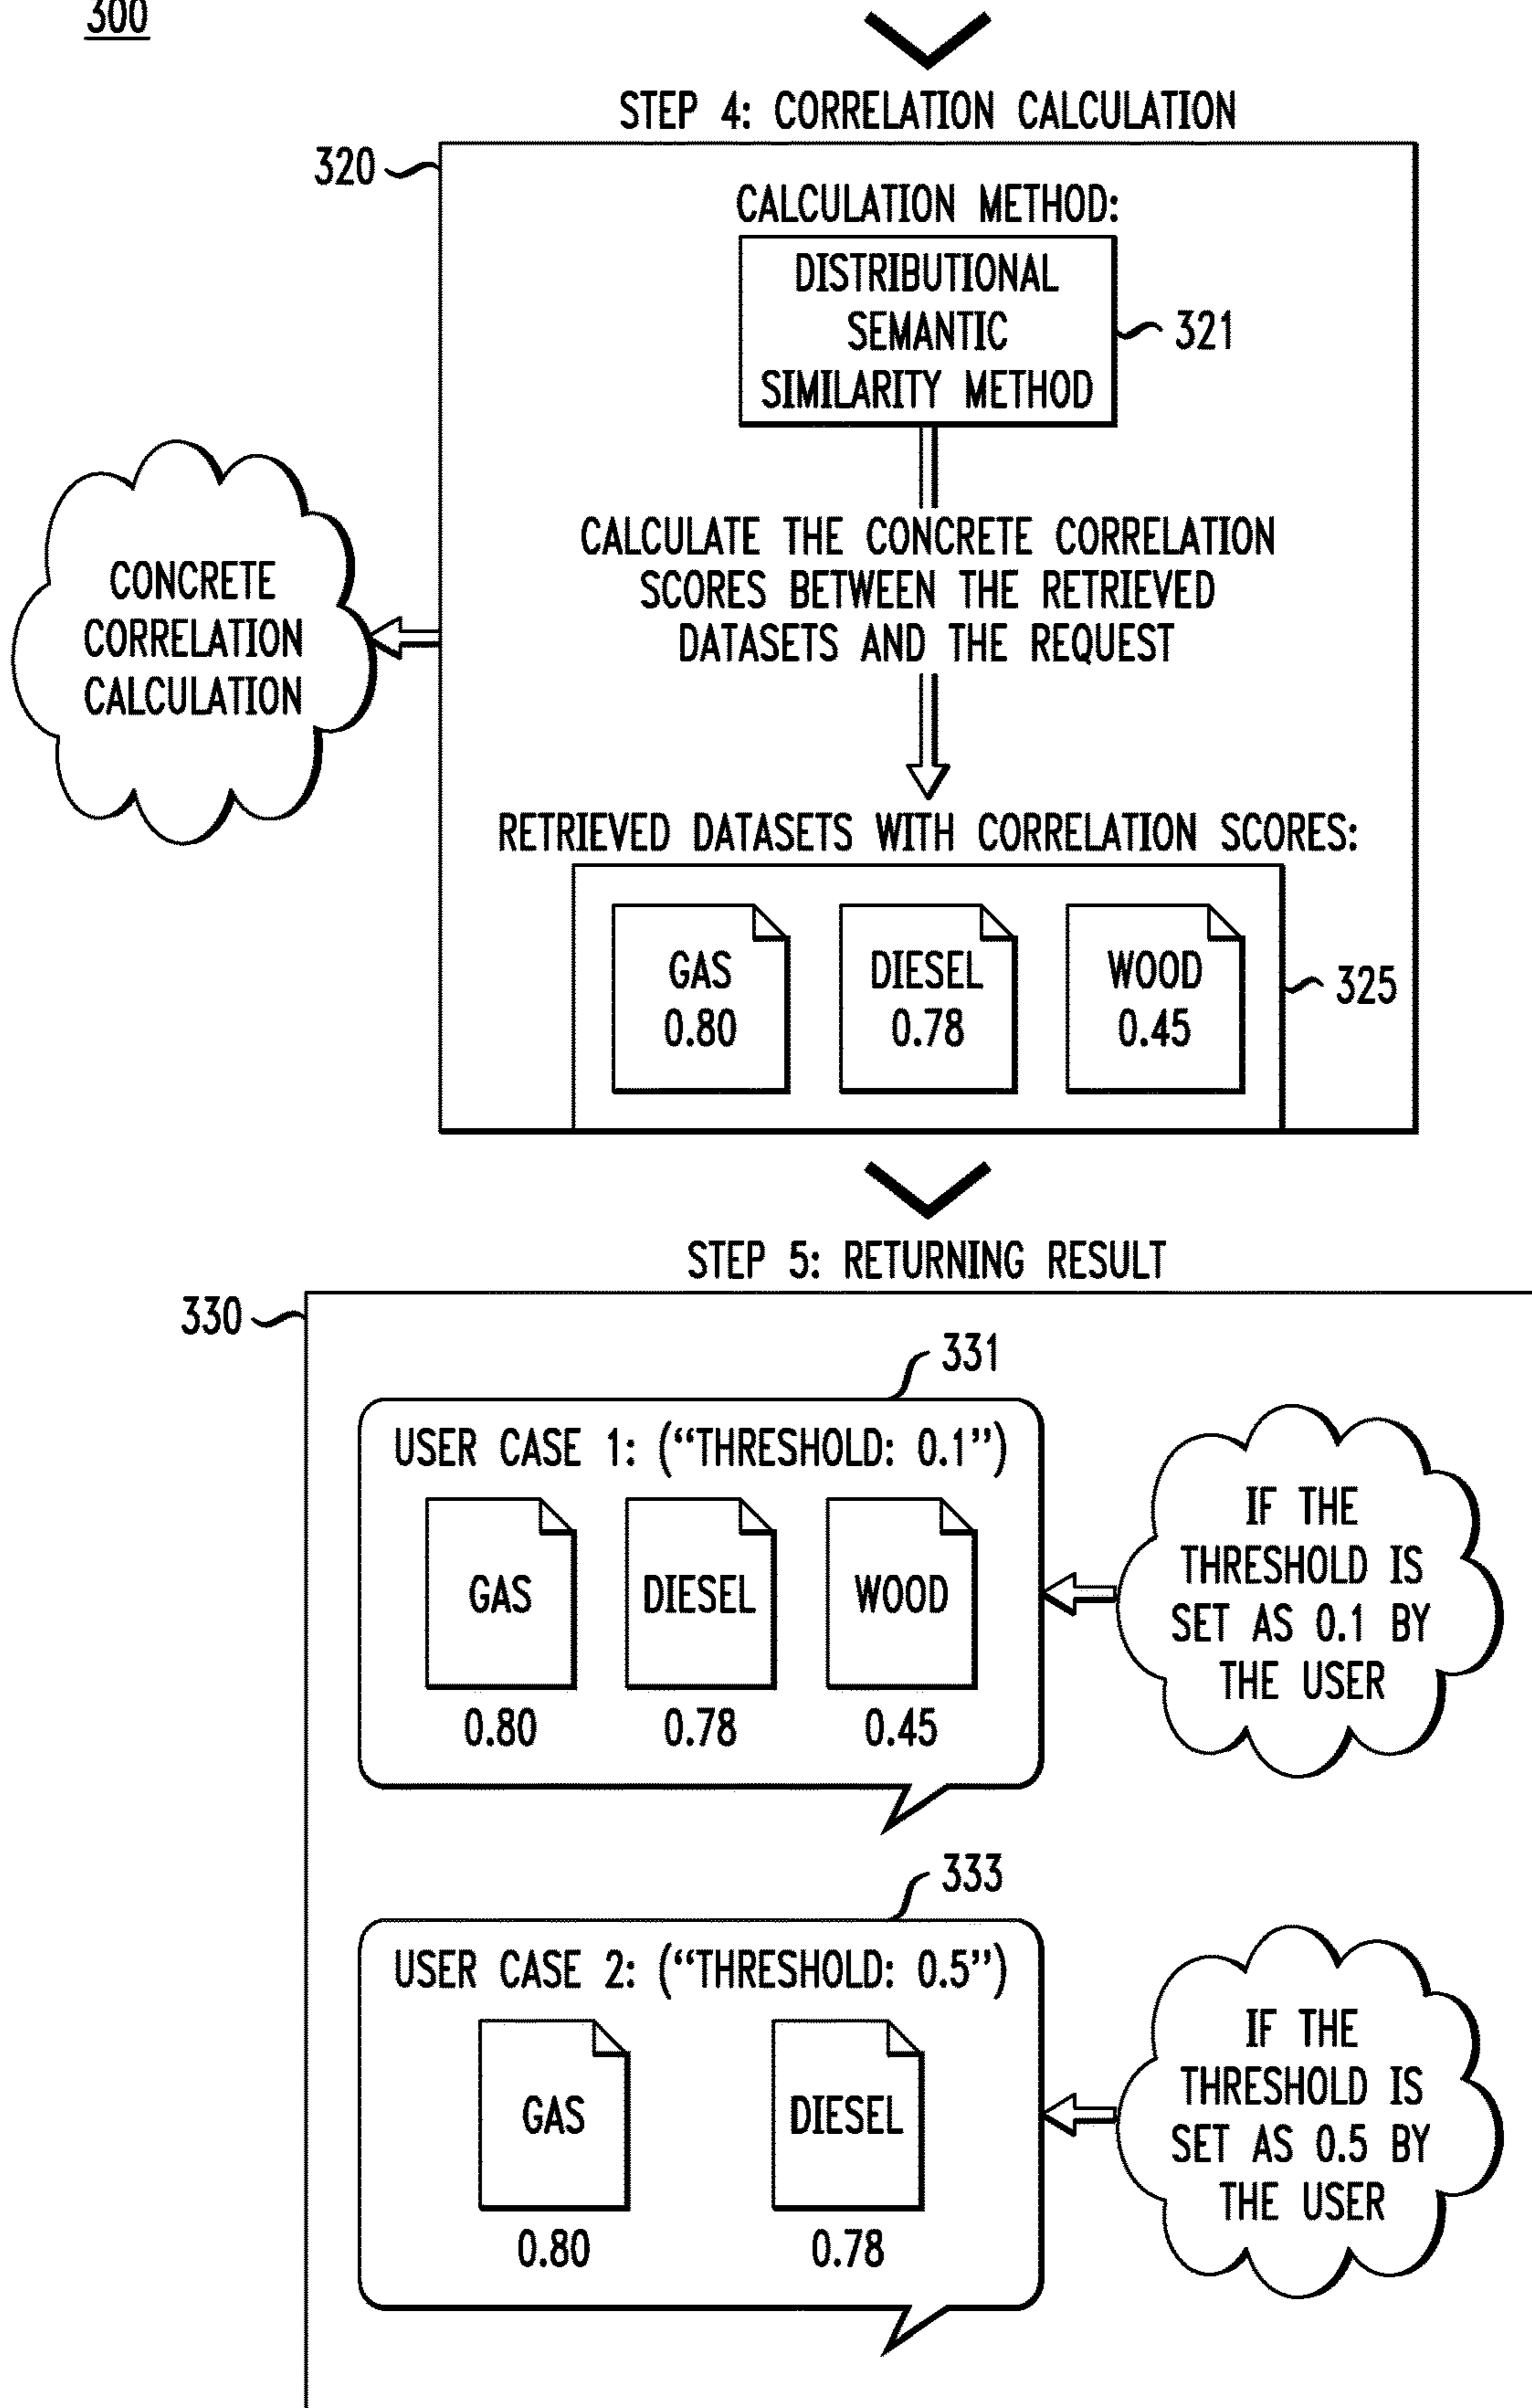 300
STEP 4: CORRELATION CALCULATION
320
CALCULATION METHOD:
DISTRIBUTIONAL
SEMANTIC
SIMILARITY METHOD
321
CALCULATE THE CONCRETE CORRELATION
SCORES BETWEEN THE RETRIEVED
DATASETS AND THE REQUEST
CONCRETE
CORRELATION
CALCULATION
RETRIEVED DATASETS WITH CORRELATION SCORES:
GAS
0.80
DIESEL
0.78
WOOD
0.45
325
STEP 5: RETURNING RESULT
330
331
USER CASE 1: (“THRESHOLD: 0.1”)
GAS
0.80
DIESEL
0.78
WOOD
0.45
IF THE
THRESHOLD IS
SET AS 0.1 BY
THE USER
333
USER CASE 2: (“THRESHOLD: 0.5”)
GAS
0.80
DIESEL
0.78
IF THE
THRESHOLD IS
SET AS 0.5 BY
THE USER